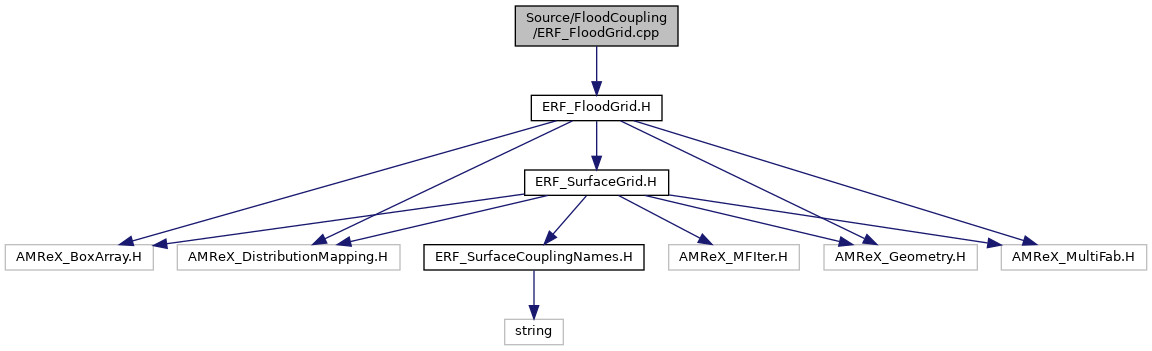 Source/FloodCoupling
/ERF_FloodGrid.cpp
ERF_FloodGrid.H
ERF_SurfaceGrid.H
AMReX_BoxArray.H
AMReX_DistributionMapping.H
ERF_SurfaceCouplingNames.H
AMReX_MFIter.H
AMReX_Geometry.H
AMReX_MultiFab.H
string